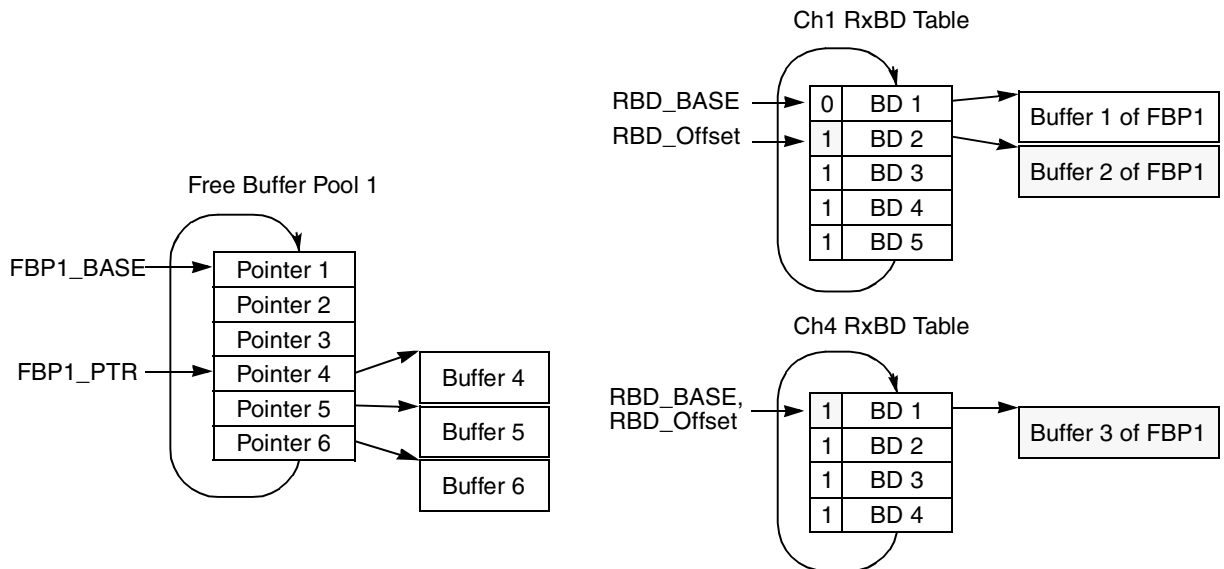 Free Buffer Pool 1
FBP1_BASE
FBP1_PTR
Pointer 1
Pointer 2
Pointer 3
Pointer 4
Pointer 5
Pointer 6
Buffer 4
Buffer 5
Buffer 6
Ch1 RxBD Table
RBD_BASE
RBD_Offset
0 BD 1
1 BD 2
1 BD 3
1 BD 4
1 BD 5
Buffer 1 of FBP1
Buffer 2 of FBP1
Ch4 RxBD Table
RBD_BASE,
RBD_Offset
1 BD 1
1 BD 2
1 BD 3
1 BD 4
Buffer 3 of FBP1